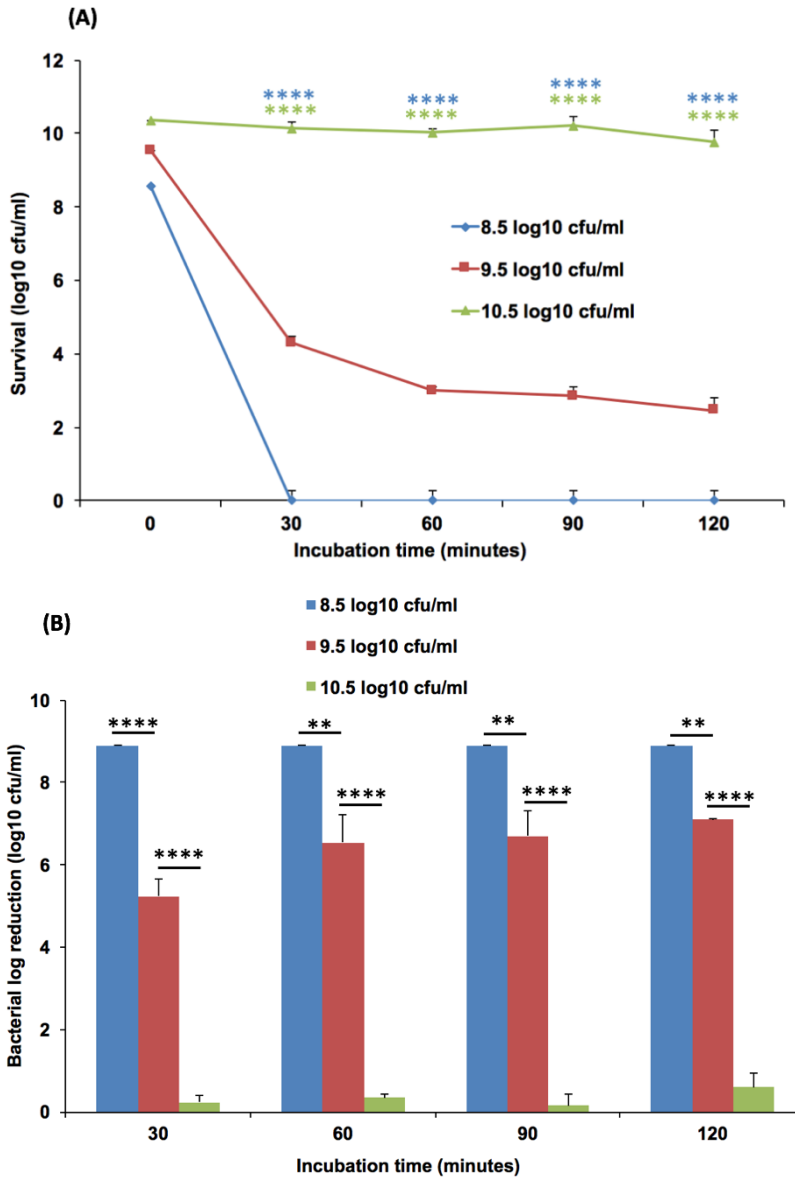 (A)
Survival (log10 cfu/ml)
12
10
8
6
4
2
0
**** **** **** ****
**** **** **** ****
8.5 log10 cfu/ml
9.5 log10 cfu/ml
10.5 log10 cfu/ml
0 30 60 90 120
Incubation time (minutes)
(B)
8.5 log10 cfu/ml
9.5 log10 cfu/ml
10.5 log10 cfu/ml
Bacterial log reduction (log10 cfu/ml)
10
8
6
4
2
0
**** ** ** **
**** **** **** ****
30 60 90 120
Incubation time (minutes)